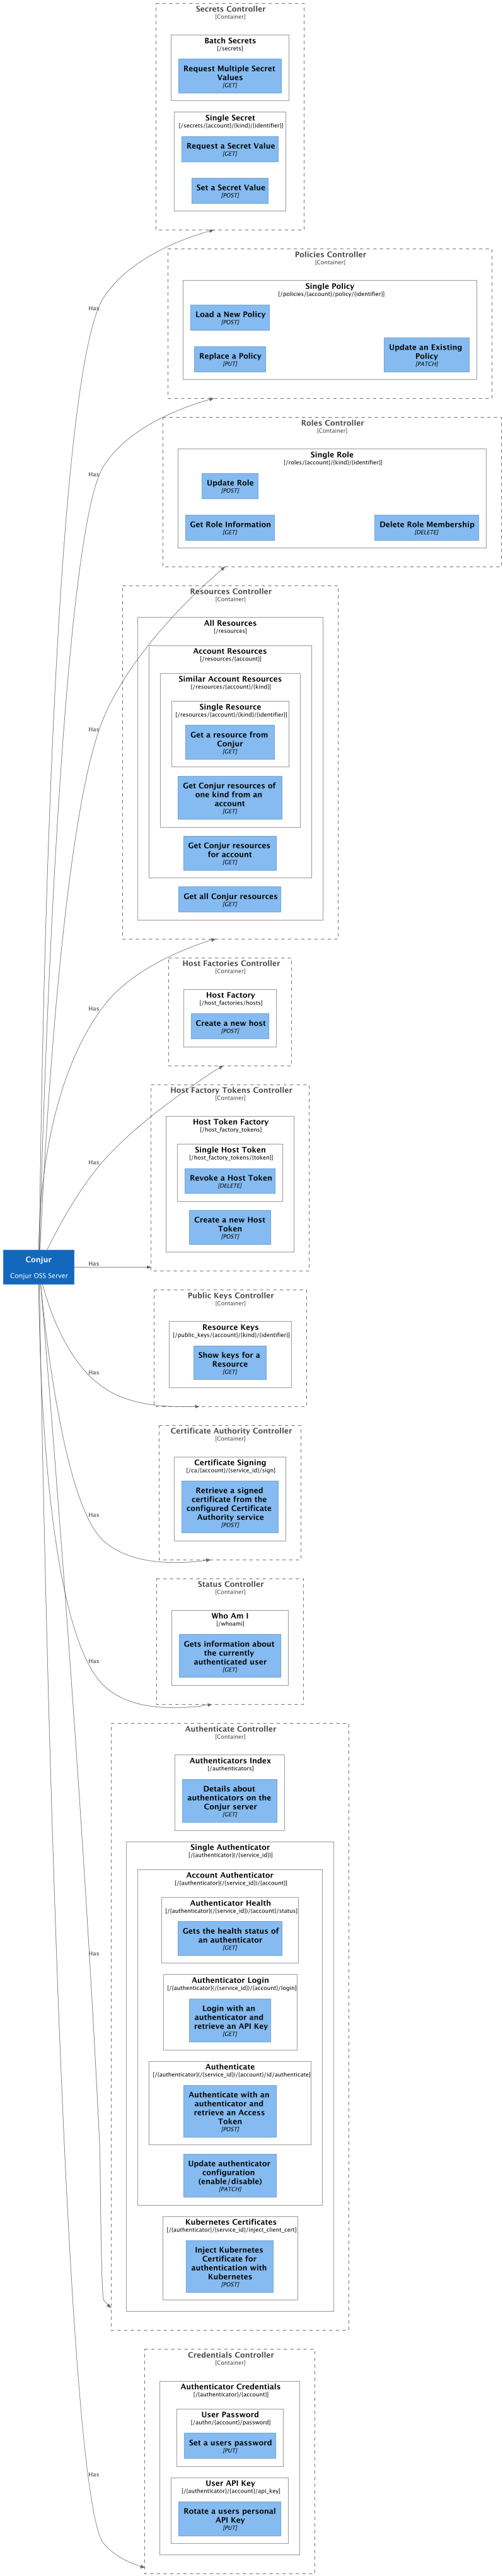 Secrets Controller
[Container]
Batch Secrets
[/secrets]
Request Multiple Secret
Values
[GET]
Single Secret
[/secrets/{account}/{kind}/{identifier}]
Request a Secret Value
[GET]
Set a Secret Value
[POST]
Has
Policies Controller
[Container]
Single Policy
[/policies/{account}/policy/{identifier}]
Load a New Policy
[POST]
Replace a Policy
[PUT]
Update an Existing
Policy
[PATCH]
Has
Roles Controller
[Container]
Single Role
[/roles/{account}/{kind}/{identifier}]
Update Role
[POST]
Get Role Information
[GET]
Delete Role Membership
[DELETE]
Has
Resources Controller
[Container]
All Resources
[/resources]
Account Resources
[/resources/{account}]
Similar Account Resources
[/resources/{account}/{kind}]
Single Resource
[/resources/{account}/{kind}/{identifier}]
Get a resource from
Conjur
[GET]
Get Conjur resources of
one kind from an
account
[GET]
Get Conjur resources
for account
[GET]
Get all Conjur resources
[GET]
Has
Host Factories Controller
[Container]
Host Factory
[/host_factories/hosts]
Create a new host
[POST]
Has
Host Factory Tokens Controller
[Container]
Host Token Factory
[/host_factory_tokens]
Single Host Token
[/host_factory_tokens/{token}]
Revoke a Host Token
[DELETE]
Create a new Host
Token
[POST]
Has
Conjur
Conjur OSS Server
Public Keys Controller
[Container]
Resource Keys
[/public_keys/{account}/{kind}/{identifier}]
Show keys for a
Resource
[GET]
Has
Certificate Authority Controller
[Container]
Certificate Signing
[/ca/{account}/{service_id}/sign]
Retrieve a signed
certificate from the
configured Certificate
Authority service
[POST]
Has
Status Controller
[Container]
Who Am I
[/whoami]
Gets information about
the currently
authenticated user
[GET]
Has
Authenticate Controller
[Container]
Authenticators Index
[/authenticators]
Details about
authenticators on the
Conjur server
[GET]
Single Authenticator
[/{authenticator}(/{service_id})]
Account Authenticator
[/{authenticator}(/{service_id})/{account}]
Authenticator Health
[/{authenticator}(/{service_id})/{account}/status]
Gets the health status of
an authenticator
[GET]
Has
Authenticator Login
[/{authenticator}(/{service_id})/{account}/login]
Login with an
authenticator and
retrieve an API Key
[GET]
Authenticate
[/{authenticator}(/{service_id})/{account}/id/authenticate]
Authenticate with an
authenticator and
retrieve an Access
Token
[POST]
Update authenticator
configuration
(enable/disable)
[PATCH]
Kubernetes Certificates
[/{authenticator}/{service_id}/inject_client_cert]
Inject Kubernetes
Certificate for
authentication with
Kubernetes
[POST]
Credentials Controller
[Container]
Authenticator Credentials
[/{authenticator}/{account}]
User Password
[/authn/{account}/password]
Set a users password
[PUT]
Has
User API Key
[/{authenticator}/{account}/api_key]
Rotate a users personal
API Key
[PUT]